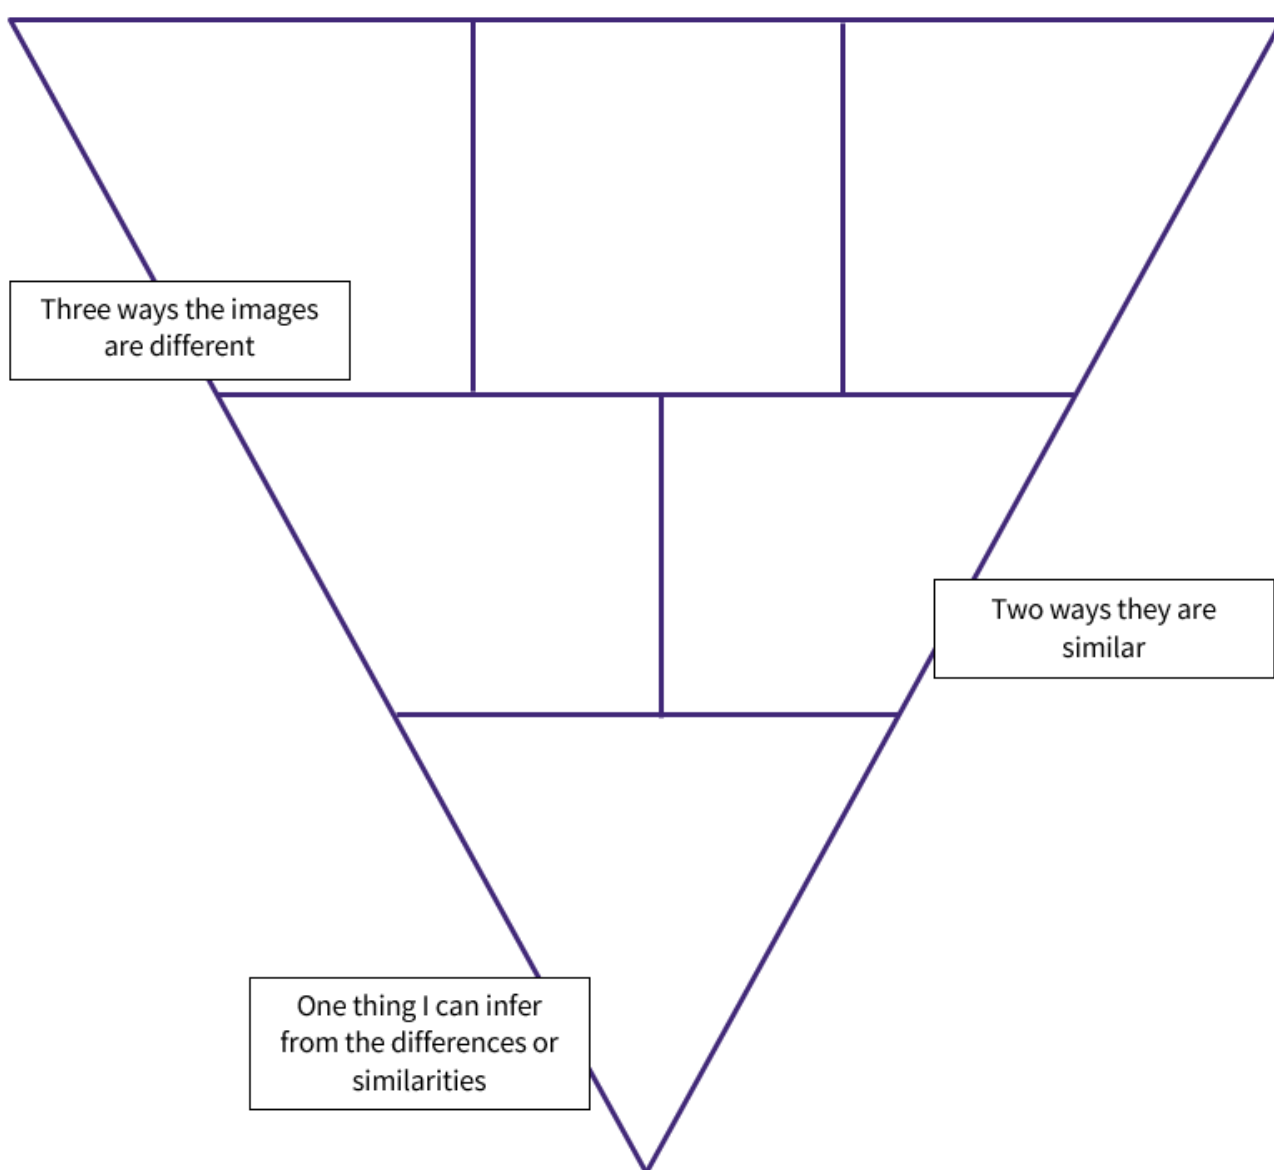 Three ways the images
are different
Two ways they are
similar
One thing I can infer
from the differences or
similarities